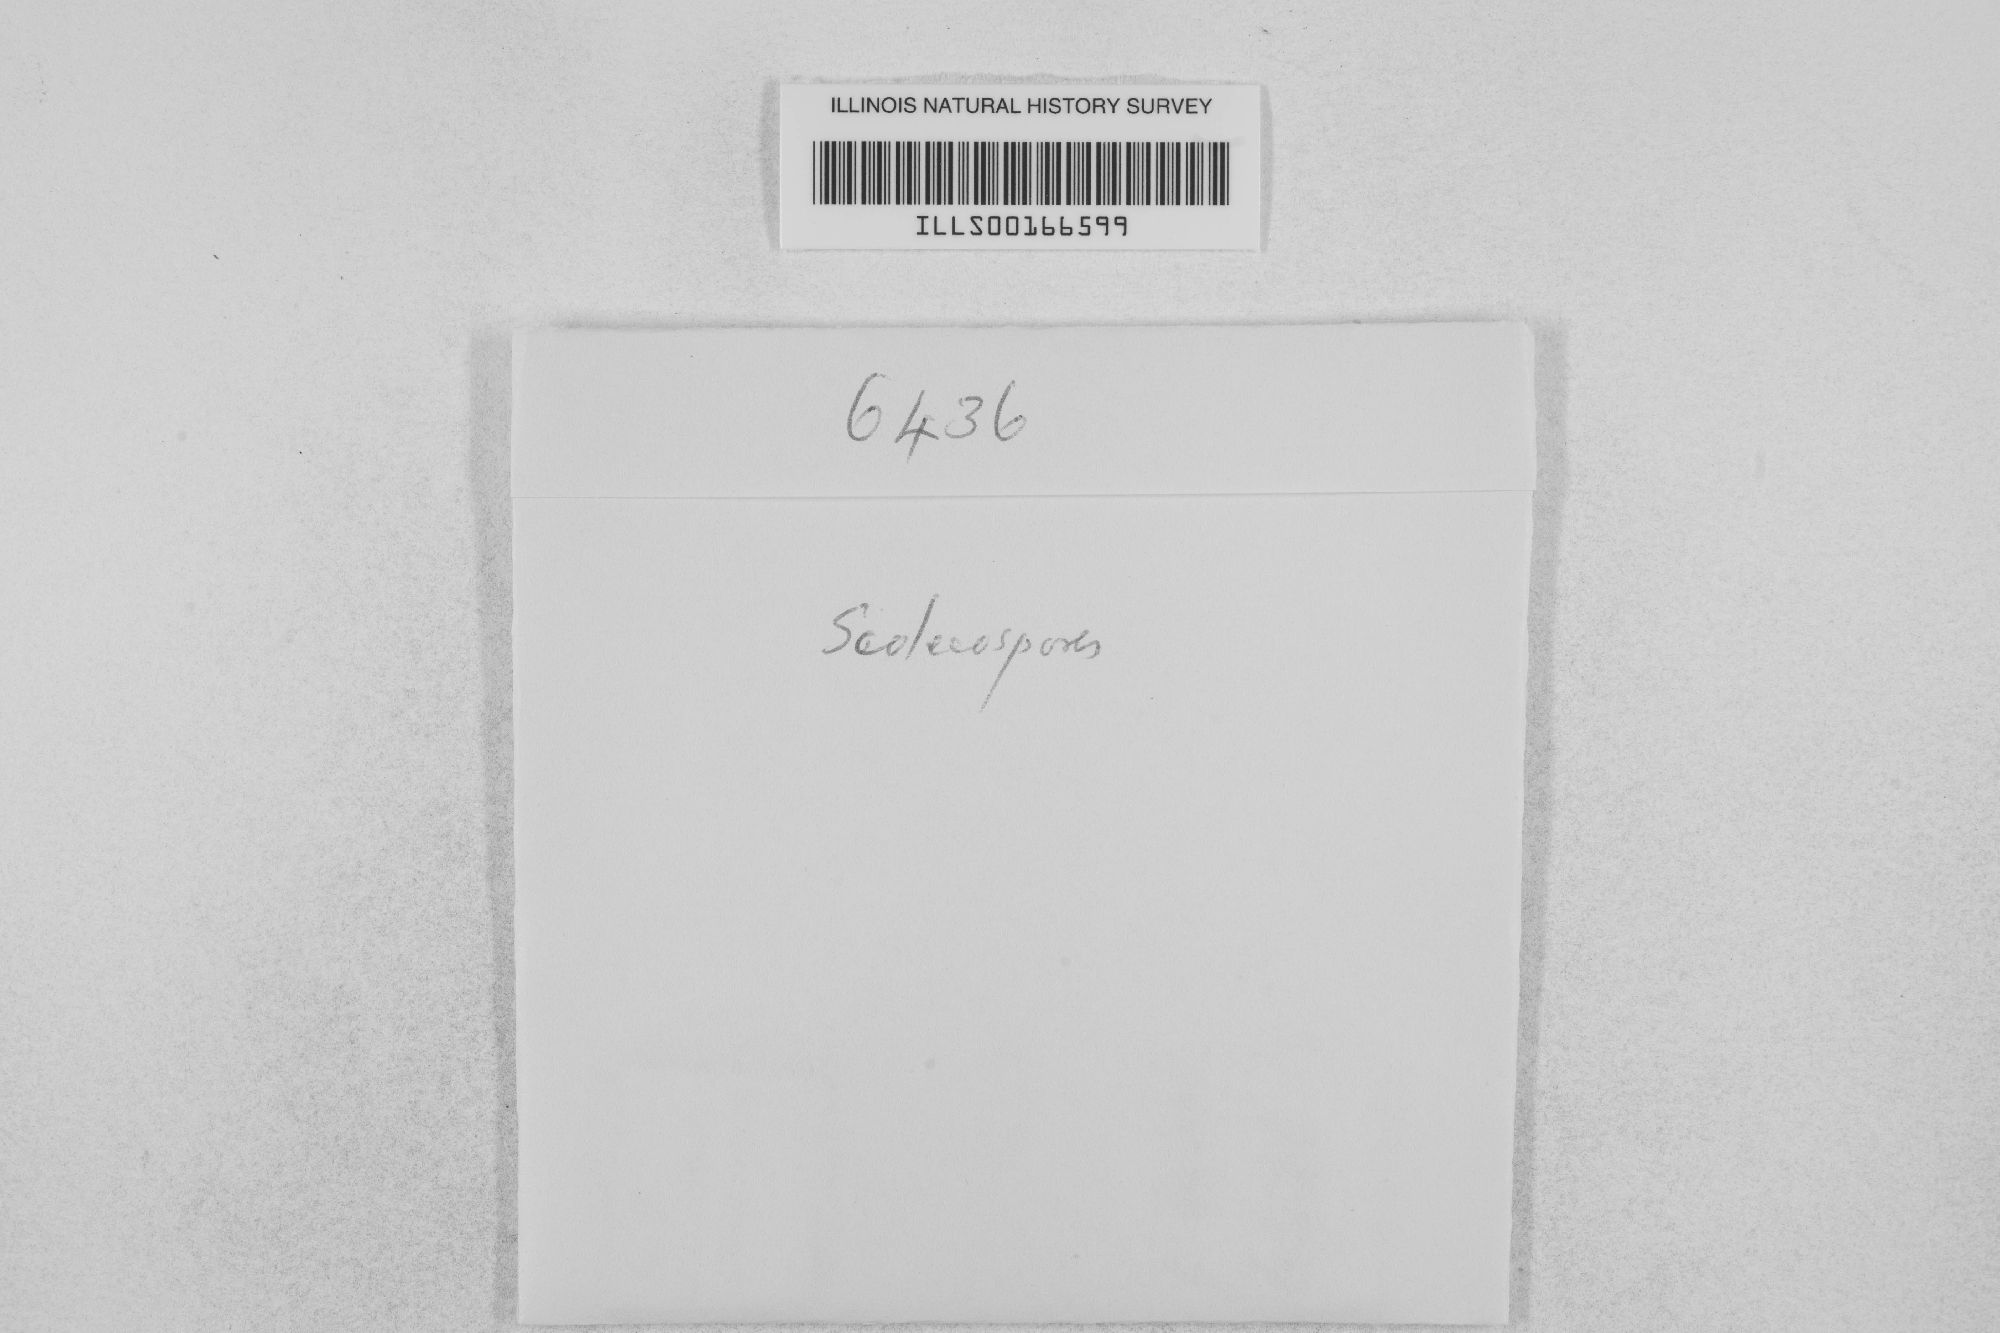 ILLINOIS NATURAL HISTORY SURVEY
ILLS00166599
6436
Scolecospores